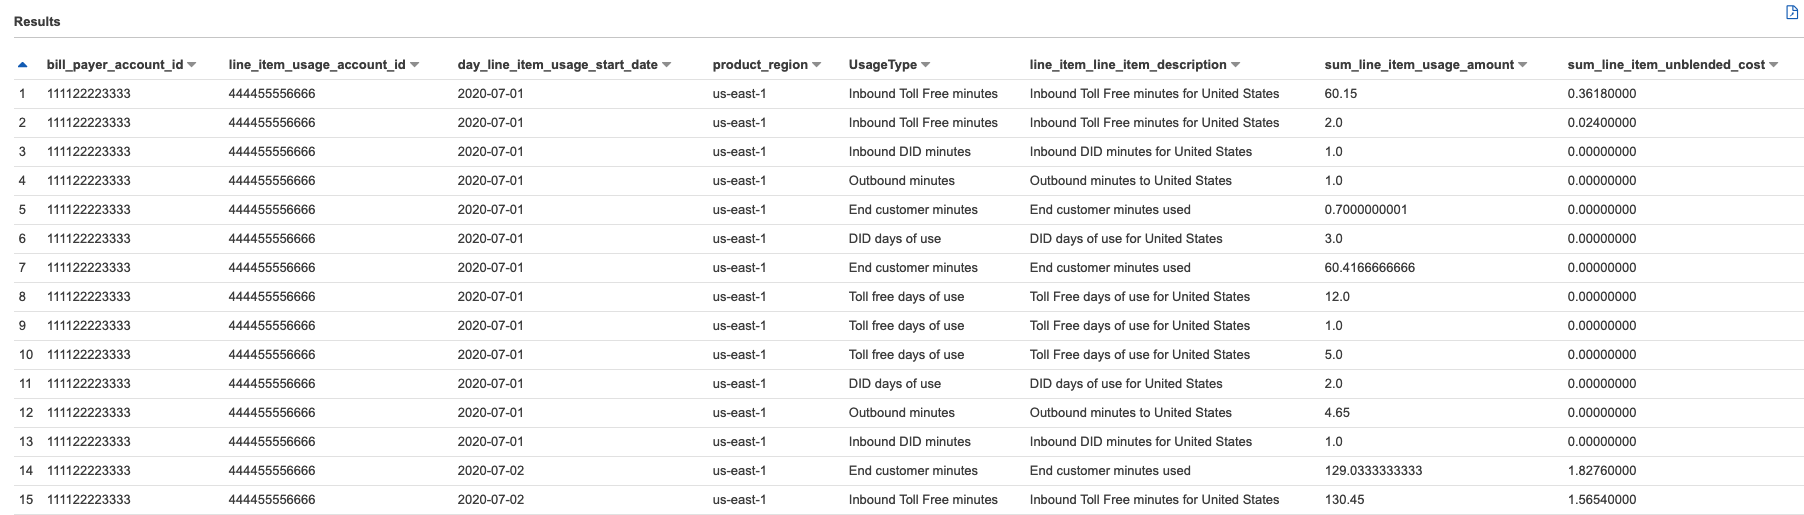 Results
bill_payer_account_id line_item_usage_account_id day_line_item_usage_start_date product_region UsageType line_item_line_item_description sum_line_item_usage_amount sum_line_item_unblended_cost
1 111122223333 444455556666 2020-07-01 us-east-1 Inbound Toll Free minutes Inbound Toll Free minutes for United States 60.15 0.36180000
2 111122223333 444455556666 2020-07-01 us-east-1 Inbound Toll Free minutes Inbound Toll Free minutes for United States 2.0 0.02400000
3 111122223333 444455556666 2020-07-01 us-east-1 Inbound DID minutes Inbound DID minutes for United States 1.0 0.00000000
4 111122223333 444455556666 2020-07-01 us-east-1 Outbound minutes Outbound minutes to United States 1.0 0.00000000
5 111122223333 444455556666 2020-07-01 us-east-1 End customer minutes End customer minutes used 0.7000000001 0.00000000
6 111122223333 444455556666 2020-07-01 us-east-1 DID days of use DID days of use for United States 3.0 0.00000000
7 111122223333 444455556666 2020-07-01 us-east-1 End customer minutes End customer minutes used 60.4166666666 0.00000000
8 111122223333 444455556666 2020-07-01 us-east-1 Toll free days of use Toll Free days of use for United States 12.0 0.00000000
9 111122223333 444455556666 2020-07-01 us-east-1 Toll free days of use Toll Free days of use for United States 1.0 0.00000000
10 111122223333 444455556666 2020-07-01 us-east-1 Toll free days of use Toll Free days of use for United States 5.0 0.00000000
11 111122223333 444455556666 2020-07-01 us-east-1 DID days of use DID days of use for United States 2.0 0.00000000
12 111122223333 444455556666 2020-07-01 us-east-1 Outbound minutes Outbound minutes to United States 4.65 0.00000000
13 111122223333 444455556666 2020-07-01 us-east-1 Inbound DID minutes Inbound DID minutes for United States 1.0 0.00000000
14 111122223333 444455556666 2020-07-02 us-east-1 End customer minutes End customer minutes used 129.0333333333 1.82760000
15 111122223333 444455556666 2020-07-02 us-east-1 Inbound Toll Free minutes Inbound Toll Free minutes for United States 130.45 1.56540000